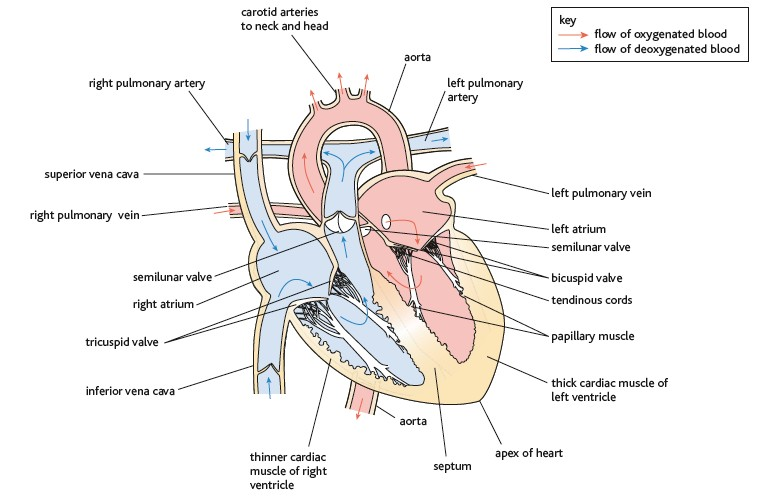 carotid arteries
to neck and head
key
flow of oxygenated blood
flow of deoxygenated blood
aorta
right pulmonary artery
left pulmonary
artery
superior vena cava
left pulmonary vein
right pulmonary vein
left atrium
semilunar valve
semilunar valve
bicuspid valve
right atrium
tendinous cords
tricuspid valve
papillary muscle
inferior vena cava
thick cardiac muscle of
left ventricle
aorta
thinner cardiac
muscle of right
ventricle
septum
apex of heart